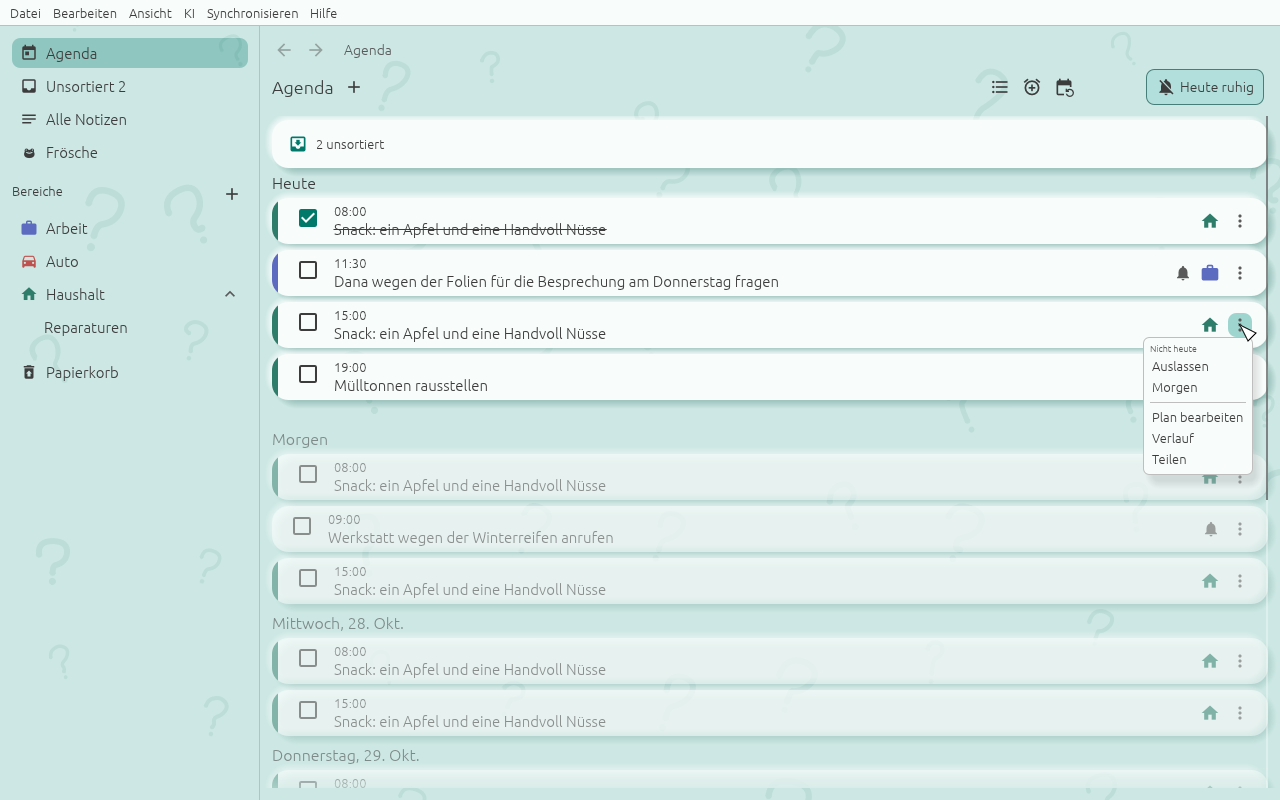 Datei Bearbeiten Ansicht KI Synchronisieren Hilfe
Agenda
Unsortiert 2
Alle Notizen
Frösche
Bereiche
Arbeit
Auto
Haushalt
Reparaturen
Papierkorb
Agenda
Agenda
Heute ruhig
2 unsortiert
Heute
08:00
Snack: ein Apfel und eine Handvoll Nüsse
11:30
Dana wegen der Folien für die Besprechung am Donnerstag fragen
15:00
Snack: ein Apfel und eine Handvoll Nüsse
19:00
Mülltonnen rausstellen
Nicht heute
Auslassen
Morgen
Plan bearbeiten
Verlauf
Teilen
Morgen
08:00
Snack: ein Apfel und eine Handvoll Nüsse
09:00
Werkstatt wegen der Winterreifen anrufen
15:00
Snack: ein Apfel und eine Handvoll Nüsse
Mittwoch, 28. Okt.
08:00
Snack: ein Apfel und eine Handvoll Nüsse
15:00
Snack: ein Apfel und eine Handvoll Nüsse
Donnerstag, 29. Okt.
08:00